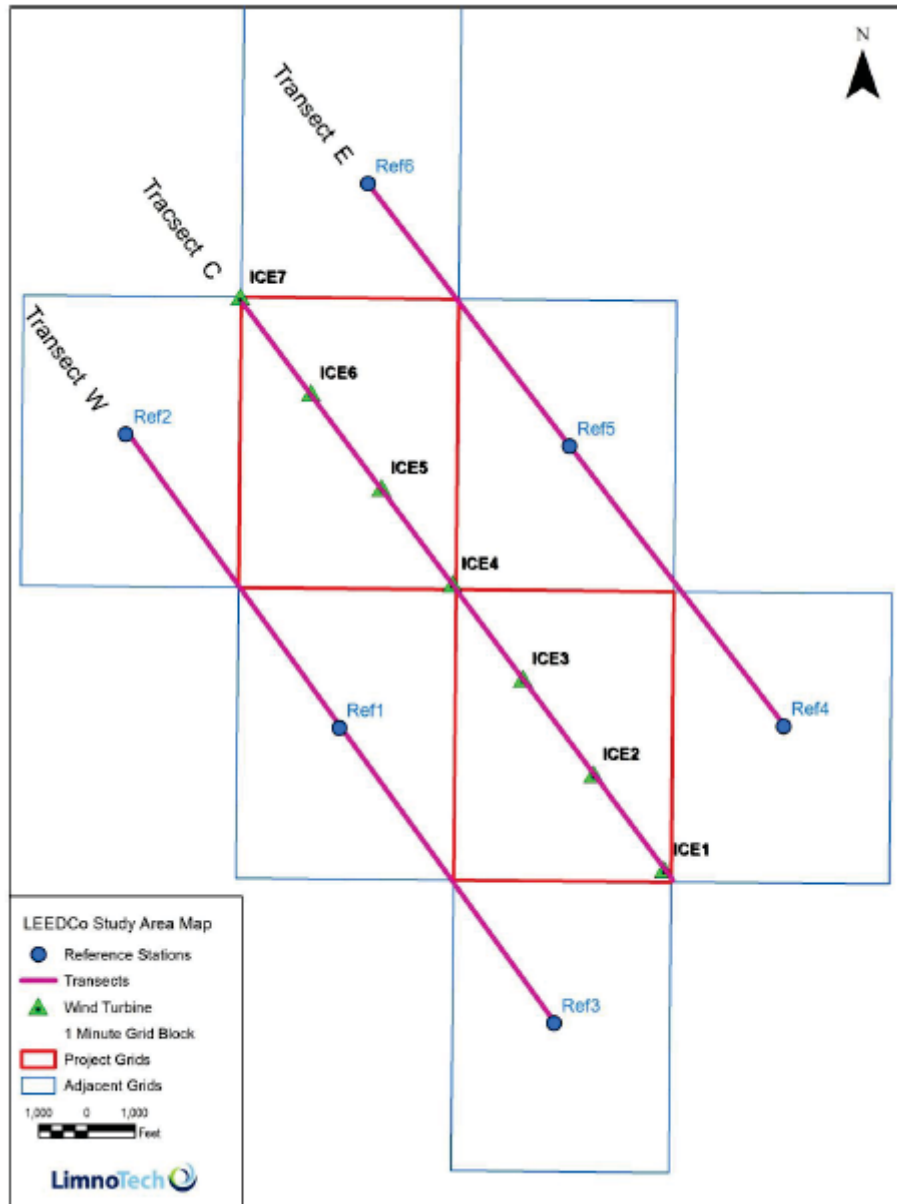 N
Transect E
Ref6
Tracsect C
ICE7
Transect W
ICE6
Ref2
Ref5
ICE5
ICE4
ICE3
Ref1
Ref4
ICE2
ICE1
LEEDCo Study Area Map
Reference Stations
Transects
Wind Turbine
1 Minute Grid Block
Project Grids
Adjacent Grids
1,000 0 1,000
Feet
Ref3
LimnoTech